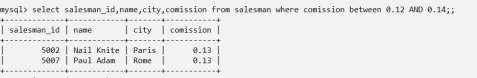 mysql> select salesman_id,name,city,comission from salesman where comission between 0.12 AND 0.14;;
+-------------+------------+-------+-----------+
| salesman_id | name       | city  | comission |
+-------------+------------+-------+-----------+
|        5002 | Nail Knite | Paris |      0.13 |
|        5007 | Paul Adam  | Rome  |      0.13 |
+-------------+------------+-------+-----------+